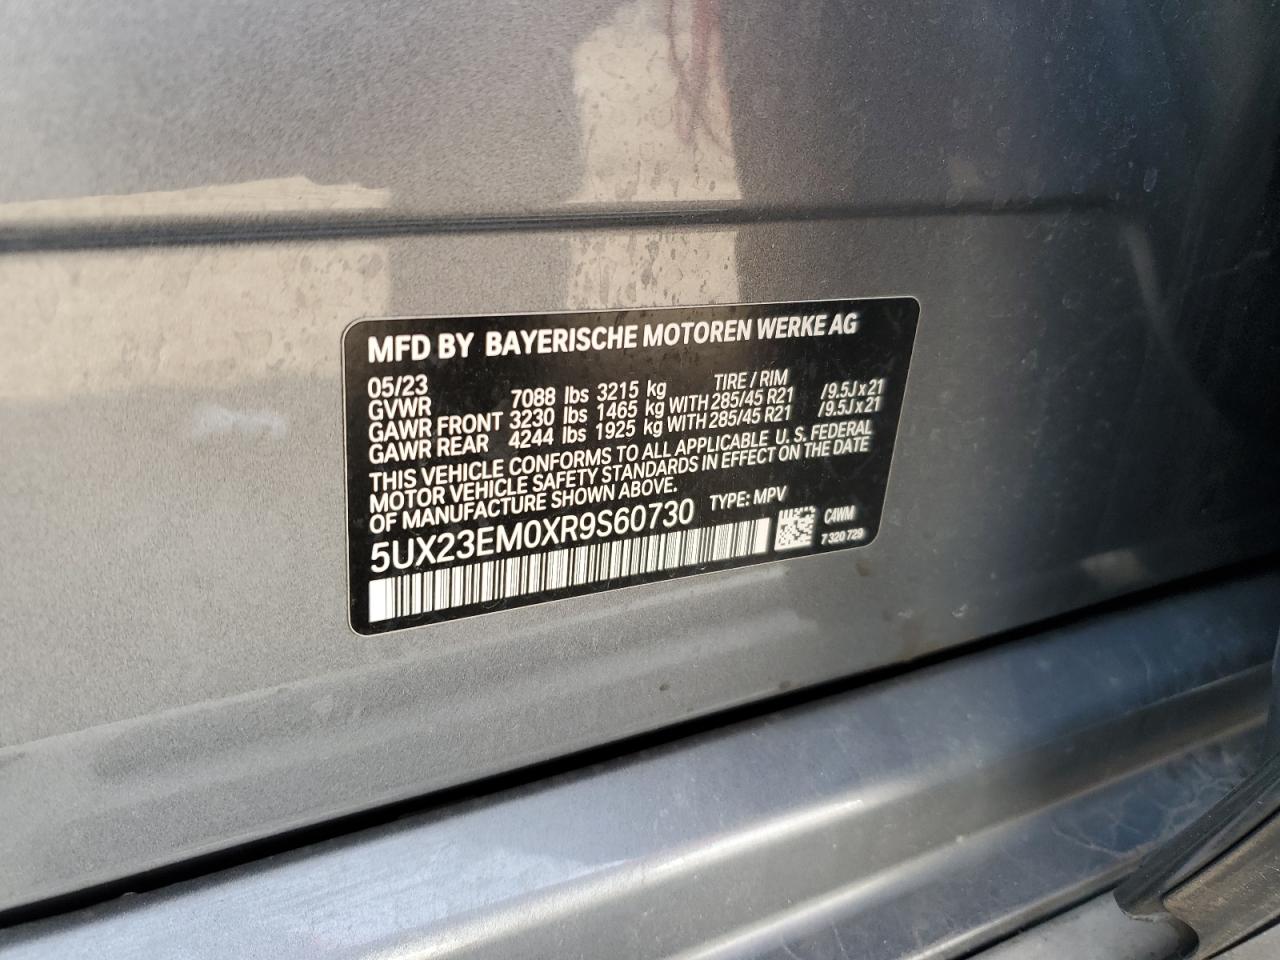 MFD BY BAYERISCHE MOTOREN WERKE AG
05/23 TIRE / RIM
GVWR 7088 lbs 3215 kg
GAWR FRONT 3230 lbs 1465 kg WITH 285/45 R21 /9.5J x 21
GAWR REAR 4244 lbs 1925 kg WITH 285/45 R21 /9.5J x 21
THIS VEHICLE CONFORMS TO ALL APPLICABLE U.S. FEDERAL
MOTOR VEHICLE SAFETY STANDARDS IN EFFECT ON THE DATE
OF MANUFACTURE SHOWN ABOVE.
TYPE: MPV
5UX23EM0XR9S60730
C4WM
7 320 729